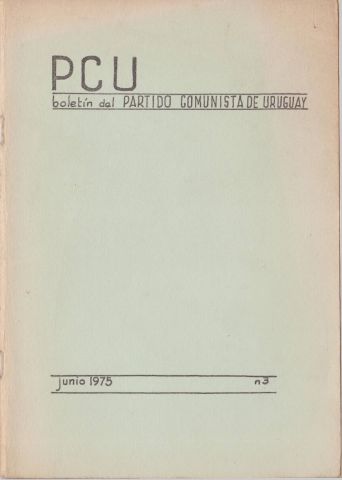 PCU
boletín del PARTIDO COMUNISTA DE URUGUAY
junio 1975 n3